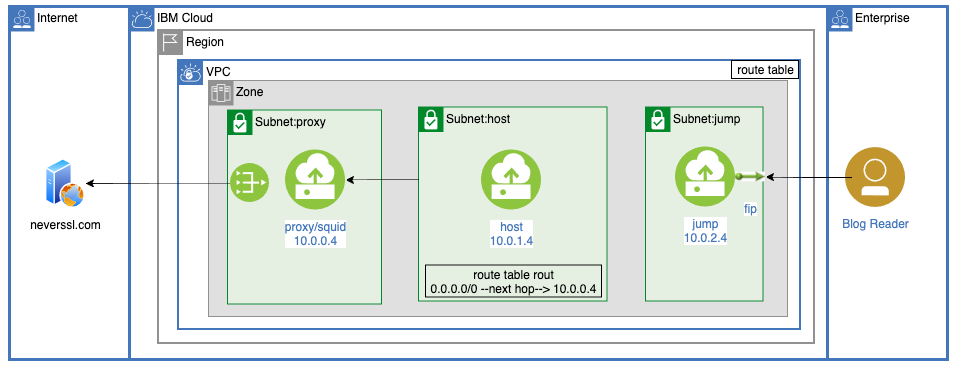 Internet
IBM Cloud
Enterprise
Region
VPC
route table
Zone
Subnet:proxy
Subnet:host
Subnet:jump
neverssl.com
proxy/squid
10.0.0.4
host
10.0.1.4
jump
10.0.2.4
fip
Blog Reader
route table rout
0.0.0.0/0 --next hop--> 10.0.0.4